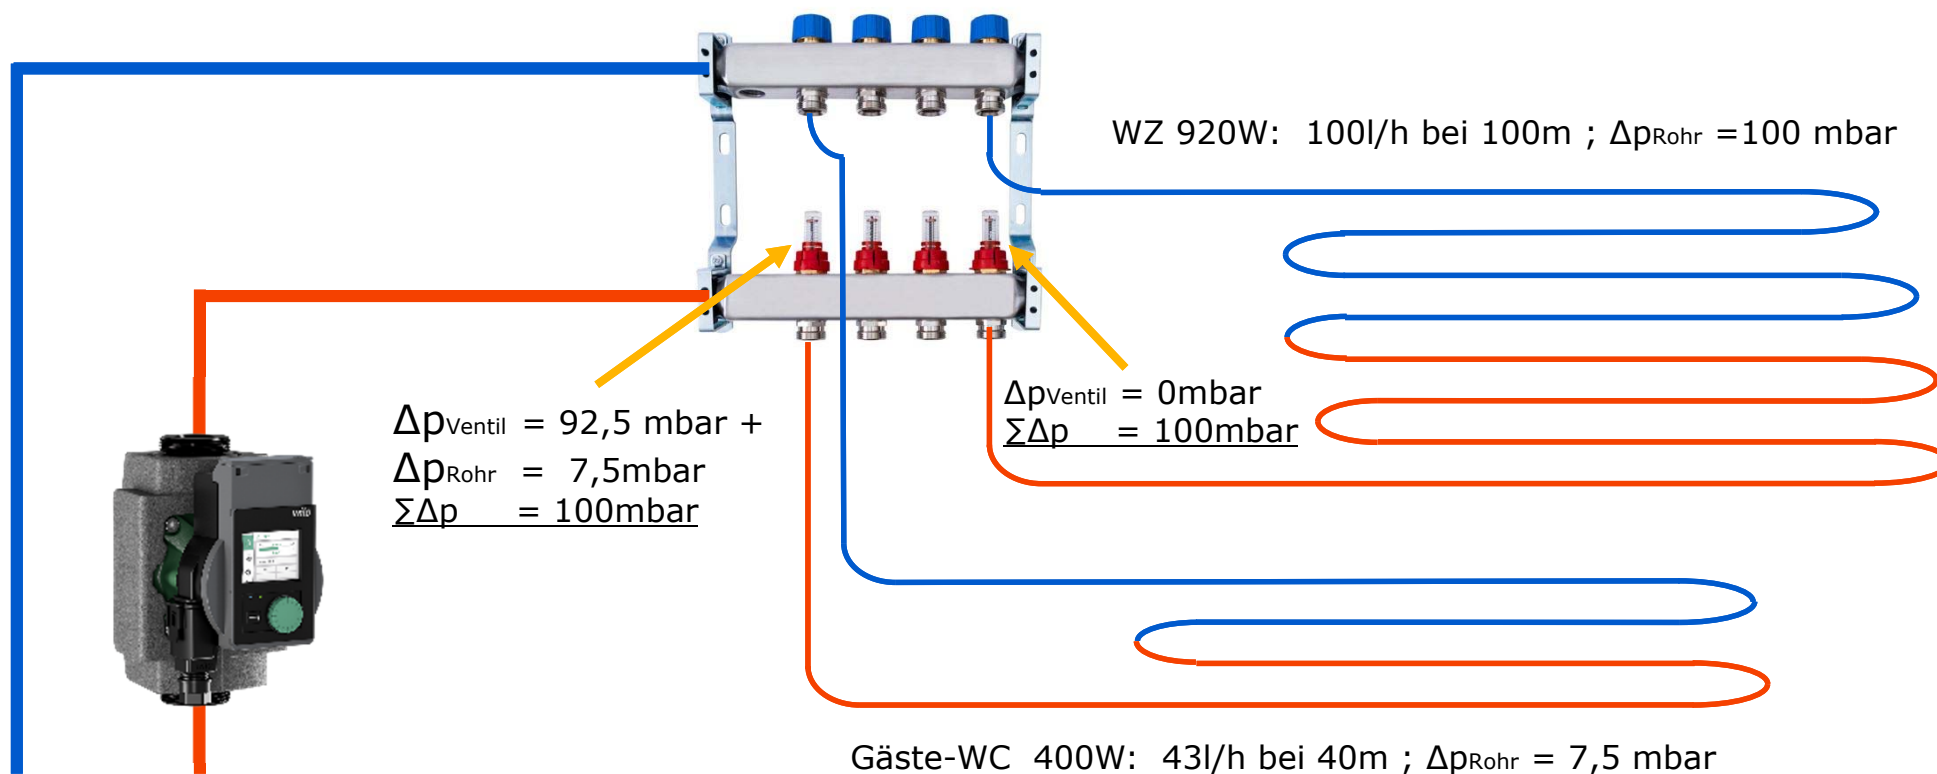 WZ 920W: 100l/h bei 100m ; ΔpRohr =100 mbar
ΔpVentil = 0mbar
∑Δp = 100mbar
ΔpVentil = 92,5 mbar +
ΔpRohr = 7,5mbar
∑Δp = 100mbar
wilo
Gäste-WC 400W: 43l/h bei 40m ; ΔpRohr = 7,5 mbar